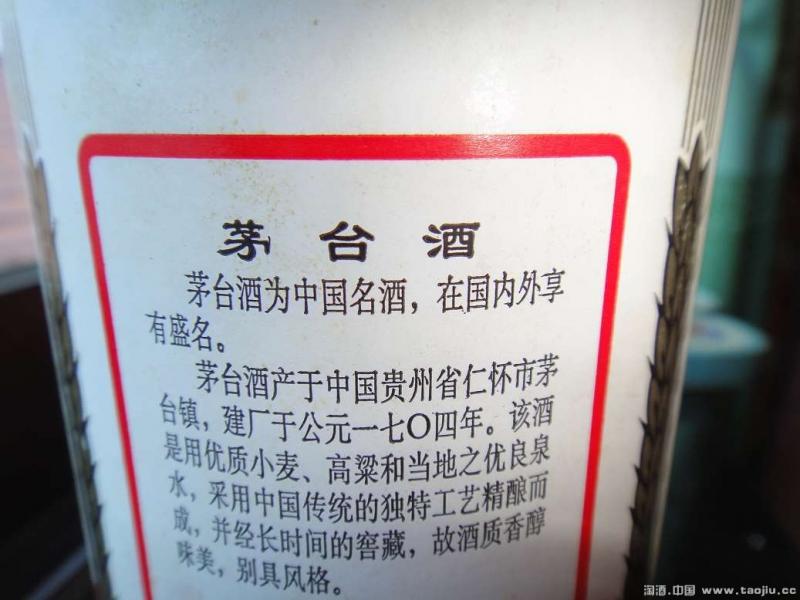 茅台酒
茅台酒为中国名酒，在国内外享
有盛名。
茅台酒产于中国贵州省仁怀市茅
台镇，建厂于公元一七〇四年。该酒
是用优质小麦、高粱和当地之优良泉
水，采用中国传统的独特工艺精酿而
成，并经长时间的窖藏，故酒质香醇
味美，别具风格。
淘酒.中国 www.taojiu.cc